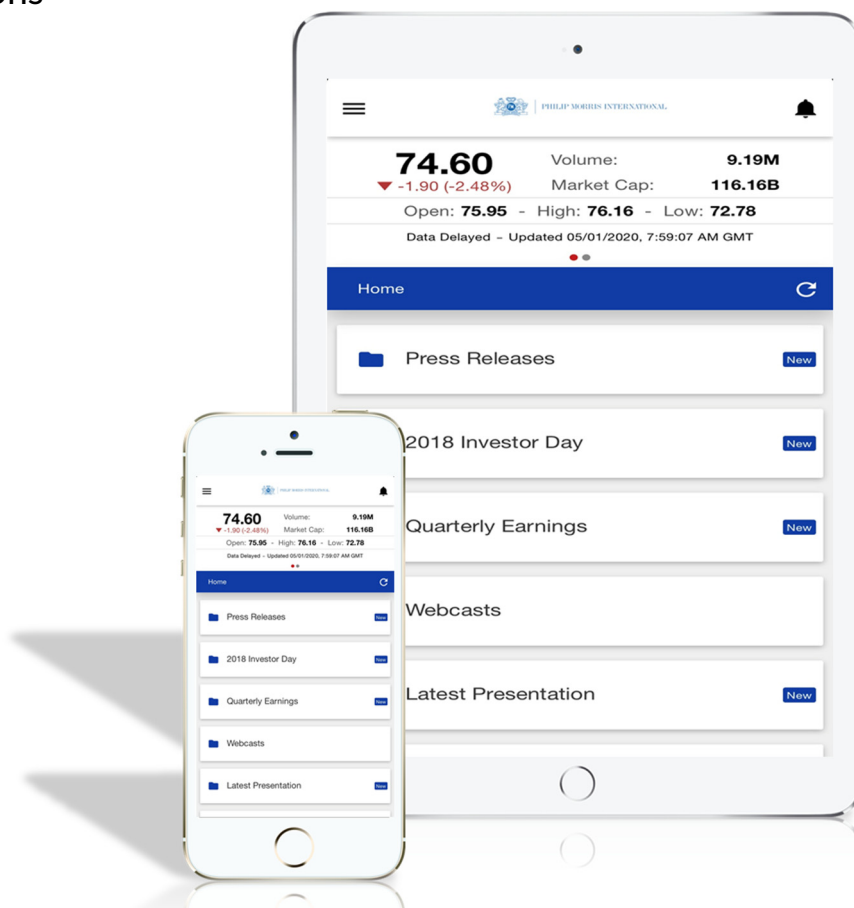 PHILIP MORRIS INTERNATIONAL
74.60
Volume: 9.19M
-1.90 (-2.48%)
Market Cap: 116.16B
Open: 75.95 - High: 76.16 - Low: 72.78
Data Delayed - Updated 05/01/2020, 7:59:07 AM GMT
Home
Press Releases New
2018 Investor Day New
Quarterly Earnings New
Webcasts
Latest Presentation New
PHILIP MORRIS INTERNATIONAL
74.60
Volume: 9.19M
-1.90 (-2.48%)
Market Cap: 116.16B
Open: 75.95 - High: 76.16 - Low: 72.78
Data Delayed - Updated 05/01/2020, 7:59:07 AM GMT
Home
Press Releases New
2018 Investor Day New
Quarterly Earnings New
Webcasts
Latest Presentation New